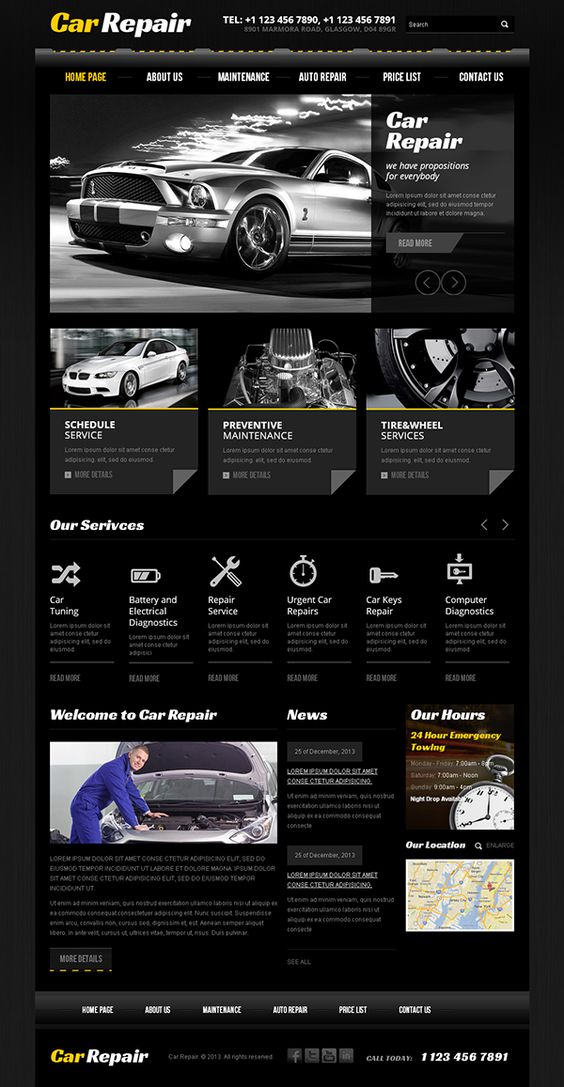 Car Repair
TEL: +1 123 456 7890, +1 123 456 7891
8901 MARMORA ROAD, GLASGOW, D04 89GR
Search
HOME PAGE
ABOUT US
MAINTENANCE
AUTO REPAIR
PRICE LIST
CONTACT US
Car
Repair
we have propositions
for everybody
Lorem ipsum dolor sit amet conse ctetur
adipisicing elit, sed do eiusmod tempor
incididunt ut labore et dolore magna.
READ MORE
SCHEDULE
SERVICE
Lorem ipsum dolor sit amet conse ctetur
adipisicing elit, sed do eiusmod.
MORE DETAILS
PREVENTIVE
MAINTENANCE
Lorem ipsum dolor sit amet conse ctetur
adipisicing. elit, sed do eiusmod.
MORE DETAILS
TIRE&WHEEL
SERVICES
Lorem ipsum dolor sit amet conse ctetur
adipisicing. elit, sed do eiusmod.
MORE DETAILS
Our Serivces
Car
Tuning
Lorem ipsum dolor sit
amet conse ctetur
adipisicing elit, sed do
eiusmod.
READ MORE
Battery and
Electrical
Diagnostics
Lorem ipsum dolor sit
amet conse ctetur
adipisici
READ MORE
Repair
Service
Lorem ipsum dolor sit
amet conse ctetur
adipisicing elit, sed do
eiusmod.
READ MORE
Urgent Car
Repairs
Lorem ipsum dolor sit
amet conse ctetur
adipisicing elit, sed do
eiusmod.
READ MORE
Car Keys
Repair
Lorem ipsum dolor sit
amet conse ctetur
adipisicing elit, sed do
eiusmod.
READ MORE
Computer
Diagnostics
Lorem ipsum dolor sit
amet conse ctetur
adipisicing elit, sed do
eiusmod.
READ MORE
Welcome to Car Repair
LOREM IPSUM DOLOR SIT AMET CONSE CTETUR ADIPISICING ELIT, SED DO
EIUSMOD TEMPOR INCIDIDUNT UT LABORE ET DOLORE MAGNA. ADIPISICING
ELIT, SED DO EIUSMOD. ADIPISICING ELIT, SED DO EIUSMOD TEMPOR
INCIDIDUNT UT.
Ut enim ad minim veniam, quis nostrud exercitation ullamco laboris nisi ut aliquip ex
ea commodo consequat consectetuer adipiscing elit. Nunc suscipit. Suspendisse
enim arcu, convallis non, cursus sed, dignissim et, est. Aenean semper aliquet
libero. In ante velit, cursus ut, ultrices vitae, tempor ut, risus. Duis pulvinar.
MORE DETAILS
News
25 of December, 2013
LOREM IPSUM DOLOR SIT AMET
CONSE CTETUR ADIPISICING.
Ut enim ad minim veniam, quis nostrud
exercitation ullamco laboris nisi ut
aliquip ex ea commodo consequat
consecte
25 of December, 2013
LOREM IPSUM DOLOR SIT AMET
CONSE CTETUR ADIPISICING.
Ut enim ad minim veniam, quis nostrud
exercitation ullamco laboris nisi ut
aliquip ex ea commodo consequat
consecte
SEE ALL
Our Hours
24 Hour Emergency
Towing
Monday - Friday: 7:00am - 8pm
Saturday: 7:00am - Noon
Sunday: 9:00am - 4pm
Night Drop Available
Our Location
ENLARGE
HOME PAGE
ABOUT US
MAINTENANCE
AUTO REPAIR
PRICE LIST
CONTACT US
Car Repair
Car Repair © 2013. All rights reserved.
CALL TODAY: 1 123 456 7891